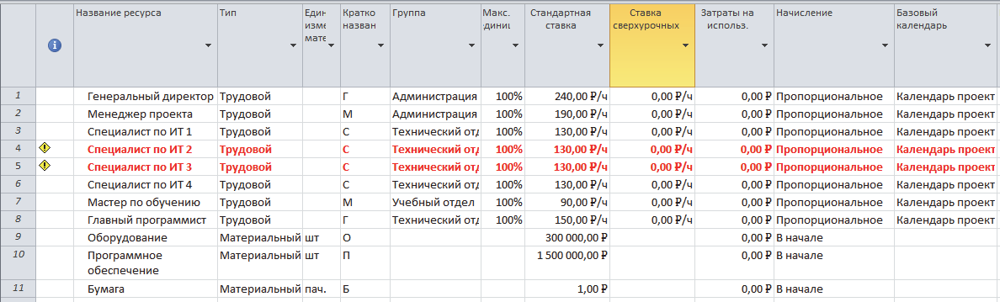 Название ресурса Тип Един изме мате Кратко назван Группа Макс. Стандартная ставка Ставка сверхурочных Затраты на использ. Начисление Базовый календарь
1 Генеральный директор Трудовой Г Администрация 100% 240,00 ₽/ч 0,00 ₽/ч 0,00 ₽ Пропорциональное Календарь проект
2 Менеджер проекта Трудовой М Администрация 100% 190,00 ₽/ч 0,00 ₽/ч 0,00 ₽ Пропорциональное Календарь проект
3 Специалист по ИТ 1 Трудовой С Технический отд 100% 130,00 ₽/ч 0,00 ₽/ч 0,00 ₽ Пропорциональное Календарь проект
4 Специалист по ИТ 2 Трудовой С Технический отд 100% 130,00 ₽/ч 0,00 ₽/ч 0,00 ₽ Пропорциональное Календарь проект
5 Специалист по ИТ 3 Трудовой С Технический отд 100% 130,00 ₽/ч 0,00 ₽/ч 0,00 ₽ Пропорциональное Календарь проект
6 Специалист по ИТ 4 Трудовой С Технический отд 100% 130,00 ₽/ч 0,00 ₽/ч 0,00 ₽ Пропорциональное Календарь проект
7 Мастер по обучению Трудовой М Учебный отдел 100% 90,00 ₽/ч 0,00 ₽/ч 0,00 ₽ Пропорциональное Календарь проект
8 Главный программист Трудовой Г Технический отд 100% 150,00 ₽/ч 0,00 ₽/ч 0,00 ₽ Пропорциональное Календарь проект
9 Оборудование Материальный шт О 300 000,00 ₽ 0,00 ₽ В начале
10 Программное обеспечение Материальный шт П 1 500 000,00 ₽ 0,00 ₽ В начале
11 Бумага Материальный пач. Б 1,00 ₽ 0,00 ₽ В начале